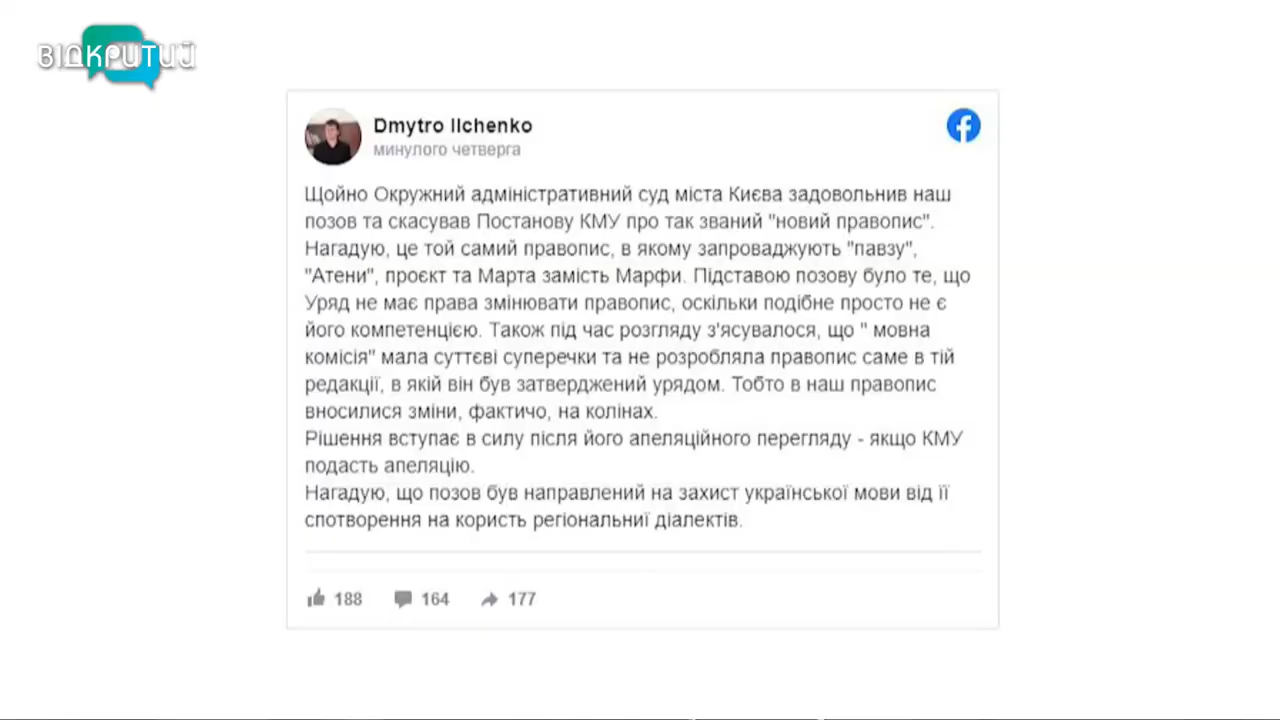 ВІДКРИТИЙ
Dmytro Ilchenko
минулого четверга
Щойно Окружний адміністративний суд міста Києва задовольнив наш
позов та скасував Постанову КМУ про так званий "новий правопис".
Нагадую, це той самий правопис, в якому запроваджують "павзу",
"Атени", проєкт та Марта замість Марфи. Підставою позову було те, що
Уряд не має права змінювати правопис, оскільки подібне просто не є
його компетенцією. Також під час розгляду з'ясувалося, що " мовна
комісія" мала суттєві суперечки та не розробляла правопис саме в тій
редакції, в якій він був затверджений урядом. Тобто в наш правопис
вносилися зміни, фактичо, на колінах.
Рішення вступає в силу після його апеляційного перегляду - якщо КМУ
подасть апеляцію.
Нагадую, що позов був направлений на захист української мови від її
спотворення на користь регіональниї діалектів.
188 164 177